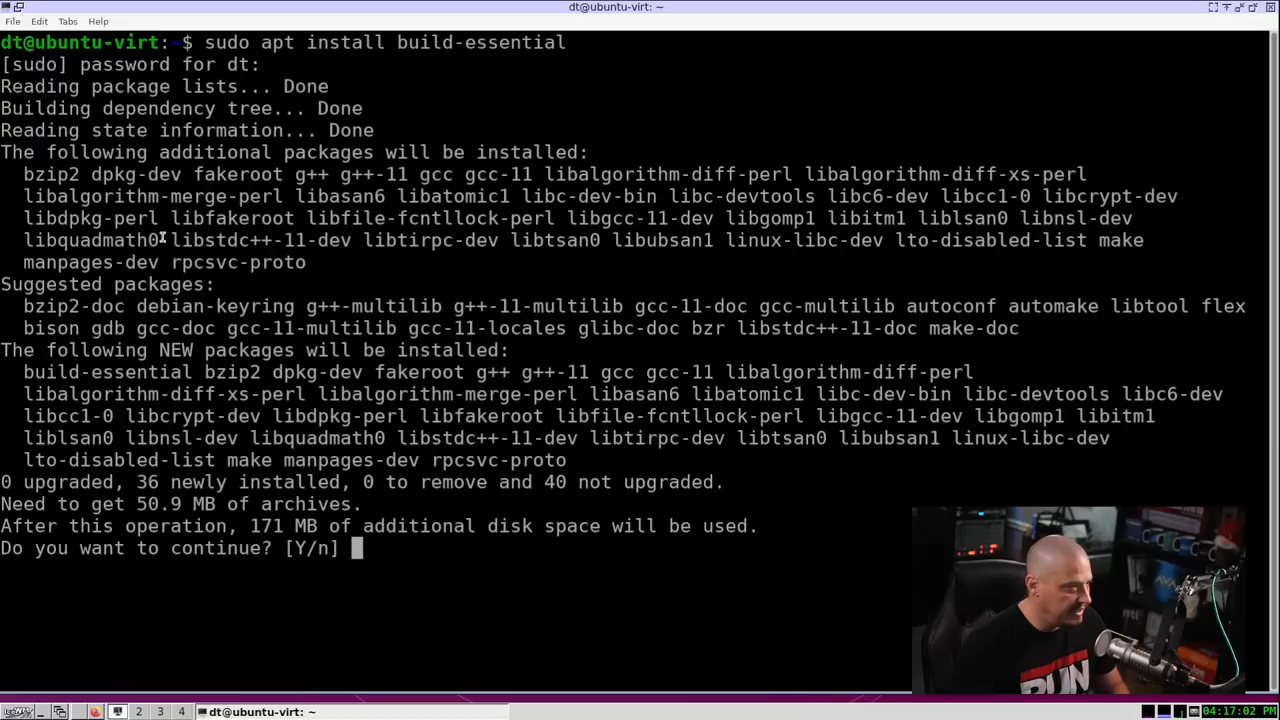 dt@ubuntu-virt: ~
File Edit Tabs Help
dt@ubuntu-virt:~$ sudo apt install build-essential
[sudo] password for dt:
Reading package lists... Done
Building dependency tree... Done
Reading state information... Done
The following additional packages will be installed:
bzip2 dpkg-dev fakeroot g++ g++-11 gcc gcc-11 libalgorithm-diff-perl libalgorithm-diff-xs-perl
libalgorithm-merge-perl libasan6 libatomic1 libc-dev-bin libc-devtools libc6-dev libcc1-0 libcrypt-dev
libdpkg-perl libfakeroot libfile-fcntllock-perl libgcc-11-dev libgomp1 libitm1 liblsan0 libnsl-dev
libquadmath0 libstdc++-11-dev libtirpc-dev libtsan0 libubsan1 linux-libc-dev lto-disabled-list make
manpages-dev rpcsvc-proto
Suggested packages:
bzip2-doc debian-keyring g++-multilib g++-11-multilib gcc-11-doc gcc-multilib autoconf automake libtool flex
bison gdb gcc-doc gcc-11-multilib gcc-11-locales glibc-doc bzr libstdc++-11-doc make-doc
The following NEW packages will be installed:
build-essential bzip2 dpkg-dev fakeroot g++ g++-11 gcc gcc-11 libalgorithm-diff-perl
libalgorithm-diff-xs-perl libalgorithm-merge-perl libasan6 libatomic1 libc-dev-bin libc-devtools libc6-dev
libcc1-0 libcrypt-dev libdpkg-perl libfakeroot libfile-fcntllock-perl libgcc-11-dev libgomp1 libitm1
liblsan0 libnsl-dev libquadmath0 libstdc++-11-dev libtirpc-dev libtsan0 libubsan1 linux-libc-dev
lto-disabled-list make manpages-dev rpcsvc-proto
0 upgraded, 36 newly installed, 0 to remove and 40 not upgraded.
Need to get 50.9 MB of archives.
After this operation, 171 MB of additional disk space will be used.
Do you want to continue? [Y/n]
RUN
2 3 4 dt@ubuntu-virt: ~ 04:17:02 PM